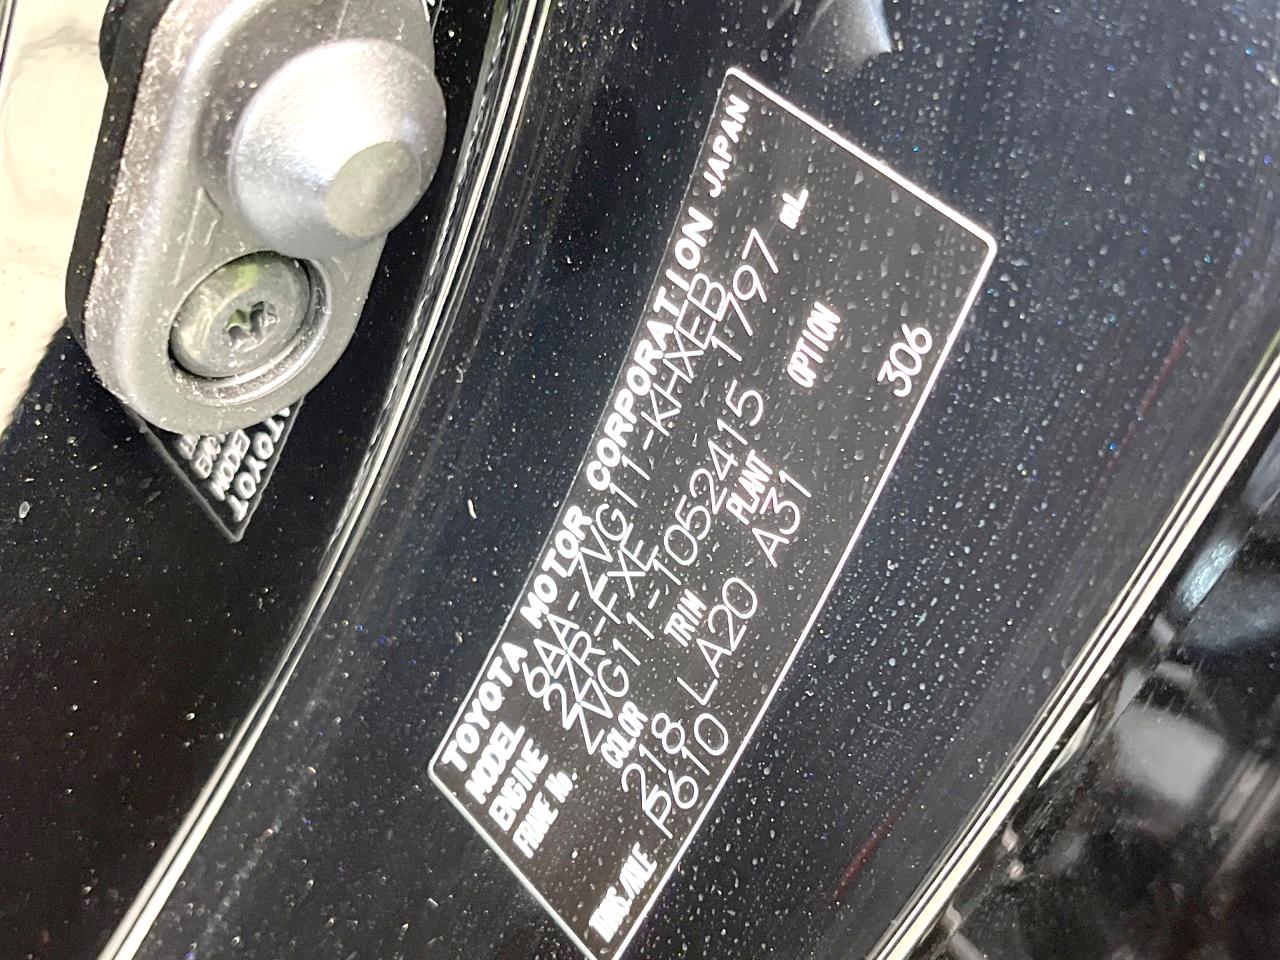 TOYOTA MOTOR CORPORATION JAPAN
MODEL 6AA-ZVG11-KHXEB
ENGINE 2ZR-FXE 1797 mL
FRAME No. ZVG11-1052415
COLOR TRIM PLANT OPTION
218 LA20 A31
TRANS./AXLE P610 306
TOYOT